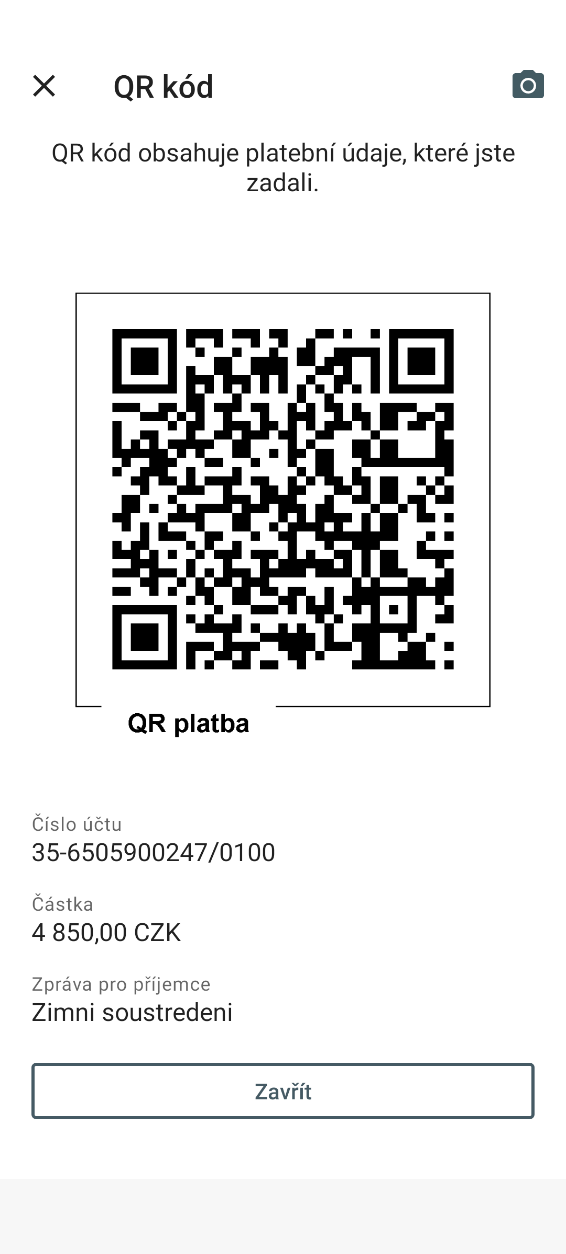 QR kód
QR kód obsahuje platební údaje, které jste
zadali.
QR platba
Číslo účtu
35-6505900247/0100
Částka
4 850,00 CZK
Zpráva pro příjemce
Zimni soustredeni
Zavřít